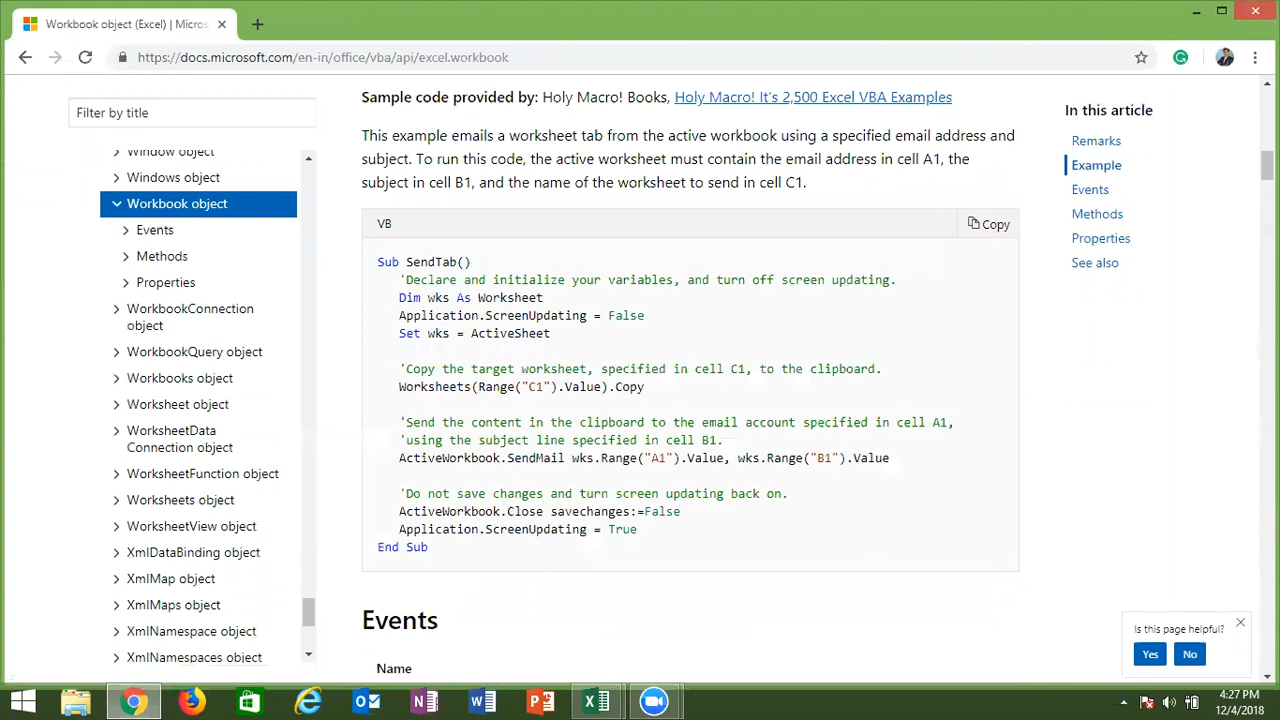 Workbook object (Excel) | Micros
https://docs.microsoft.com/en-in/office/vba/api/excel.workbook
Filter by title
Window object
Windows object
Workbook object
Events
Methods
Properties
WorkbookConnection
object
WorkbookQuery object
Workbooks object
Worksheet object
WorksheetData
Connection object
WorksheetFunction object
Worksheets object
WorksheetView object
XmlDataBinding object
XmlMap object
XmlMaps object
XmlNamespace object
XmlNamespaces object
Sample code provided by: Holy Macro! Books, Holy Macro! It's 2,500 Excel VBA Examples
This example emails a worksheet tab from the active workbook using a specified email address and
subject. To run this code, the active worksheet must contain the email address in cell A1, the
subject in cell B1, and the name of the worksheet to send in cell C1.
VB
Copy
Sub SendTab()
'Declare and initialize your variables, and turn off screen updating.
Dim wks As Worksheet
Application.ScreenUpdating = False
Set wks = ActiveSheet
'Copy the target worksheet, specified in cell C1, to the clipboard.
Worksheets(Range("C1").Value).Copy
'Send the content in the clipboard to the email account specified in cell A1,
'using the subject line specified in cell B1.
ActiveWorkbook.SendMail wks.Range("A1").Value, wks.Range("B1").Value
'Do not save changes and turn screen updating back on.
ActiveWorkbook.Close savechanges:=False
Application.ScreenUpdating = True
End Sub
Events
Name
In this article
Remarks
Example
Events
Methods
Properties
See also
Is this page helpful?
Yes
No
4:27 PM
12/4/2018